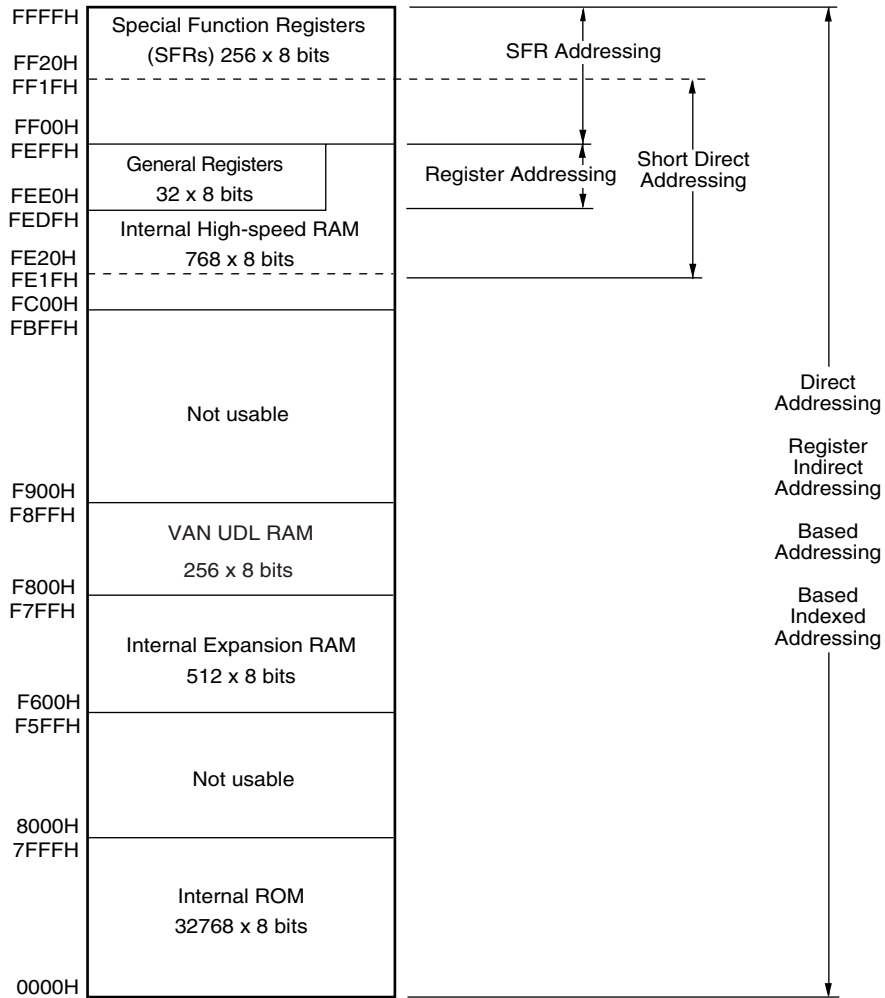 FFFFH
Special Function Registers
(SFRs) 256 x 8 bits
SFR Addressing
FF20H
FF1FH
FF00H
FEFFH
General Registers
32 x 8 bits
Register Addressing
Short Direct
Addressing
FEE0H
FEDFH
Internal High-speed RAM
768 x 8 bits
FE20H
FE1FH
FC00H
FBFFH
Not usable
Direct
Addressing
Register
Indirect
Addressing
Based
Addressing
Based
Indexed
Addressing
F900H
F8FFH
VAN UDL RAM
256 x 8 bits
F800H
F7FFH
Internal Expansion RAM
512 x 8 bits
F600H
F5FFH
Not usable
8000H
7FFFH
Internal ROM
32768 x 8 bits
0000H